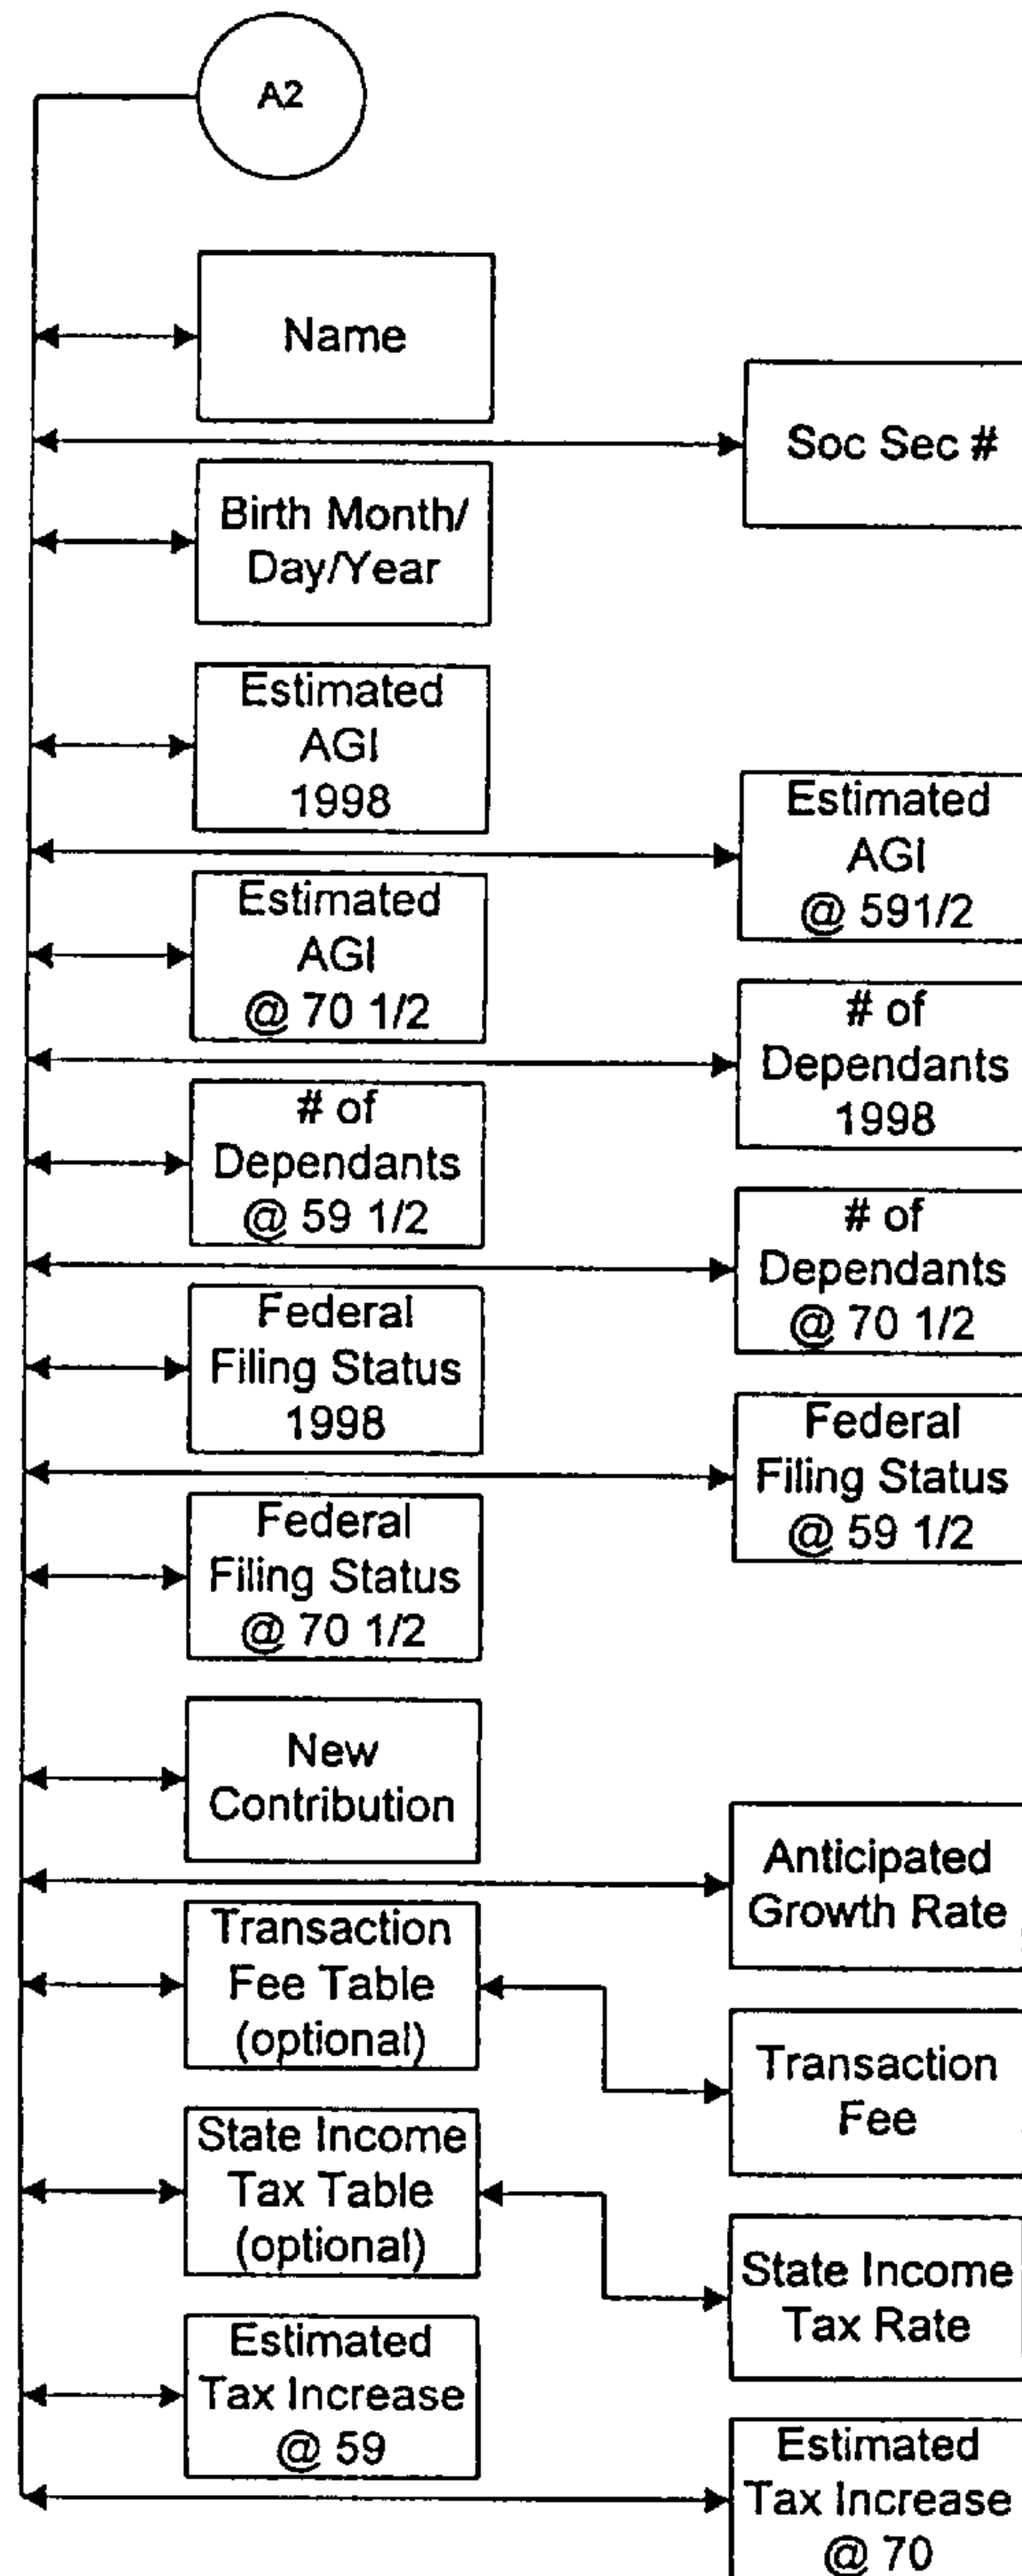 A2
Name
Soc Sec #
Birth Month/
Day/Year
Estimated
AGI
1998
Estimated
AGI
@ 591/2
Estimated
AGI
@ 70 1/2
# of
Dependants
1998
# of
Dependants
@ 59 1/2
# of
Dependants
@ 70 1/2
Federal
Filing Status
1998
Federal
Filing Status
@ 59 1/2
Federal
Filing Status
@ 70 1/2
New
Contribution
Anticipated
Growth Rate
Transaction
Fee Table
(optional)
Transaction
Fee
State Income
Tax Table
(optional)
State Income
Tax Rate
Estimated
Tax Increase
@ 59
Estimated
Tax Increase
@ 70